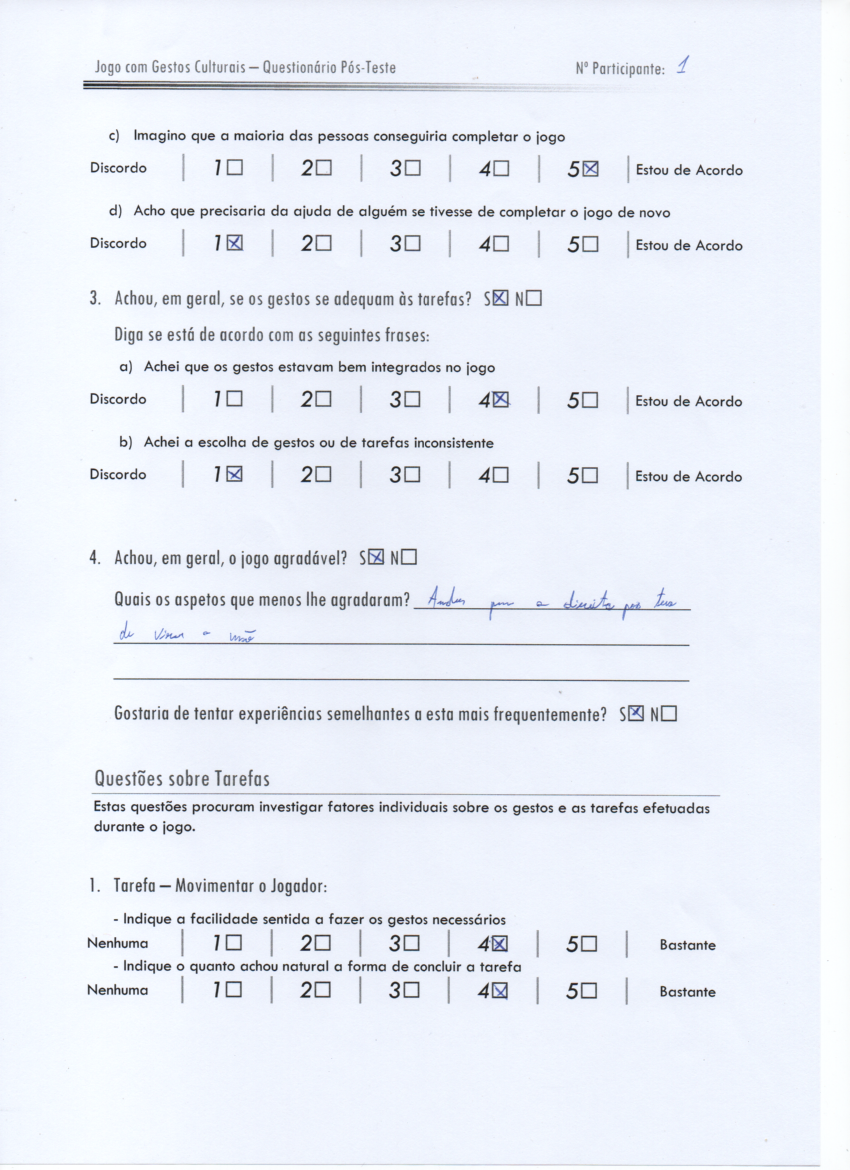 Jogo com Gestos Culturais – Questionário Pós-Teste Nº Participante: 1
c) Imagino que a maioria das pessoas conseguiria completar o jogo
Discordo | 1☐ | 2☐ | 3☐ | 4☐ | 5☒ | Estou de Acordo
d) Acho que precisaria da ajuda de alguém se tivesse de completar o jogo de novo
Discordo | 1☒ | 2☐ | 3☐ | 4☐ | 5☐ | Estou de Acordo
3. Achou, em geral, se os gestos se adequam às tarefas? S☒ N☐
Diga se está de acordo com as seguintes frases:
a) Achei que os gestos estavam bem integrados no jogo
Discordo | 1☐ | 2☐ | 3☐ | 4☒ | 5☐ | Estou de Acordo
b) Achei a escolha de gestos ou de tarefas inconsistente
Discordo | 1☒ | 2☐ | 3☐ | 4☐ | 5☐ | Estou de Acordo
4. Achou, em geral, o jogo agradável? S☒ N☐
Quais os aspetos que menos lhe agradaram? Andar para a direita por ter
de virar a mão
Gostaria de tentar experiências semelhantes a esta mais frequentemente? S☒ N☐
Questões sobre Tarefas
Estas questões procuram investigar fatores individuais sobre os gestos e as tarefas efetuadas
durante o jogo.
1. Tarefa – Movimentar o Jogador:
- Indique a facilidade sentida a fazer os gestos necessários
Nenhuma | 1☐ | 2☐ | 3☐ | 4☒ | 5☐ | Bastante
- Indique o quanto achou natural a forma de concluir a tarefa
Nenhuma | 1☐ | 2☐ | 3☐ | 4☒ | 5☐ | Bastante